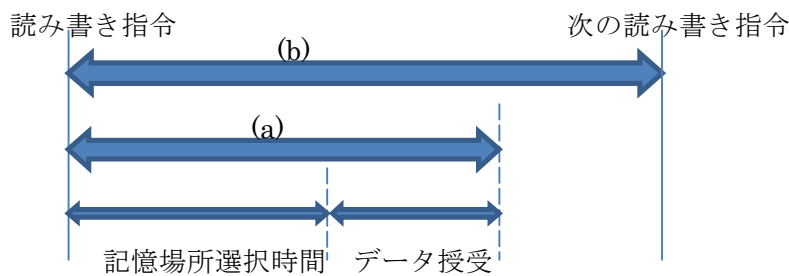 読み書き指令
次の読み書き指令
(b)
(a)
記憶場所選択時間
データ授受